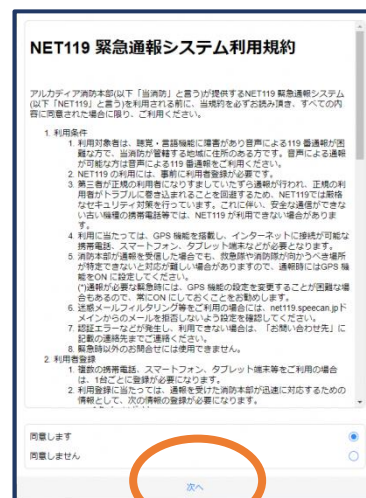 NET119 緊急通報システム利用規約
アルカディア消防本部(以下「当消防」と言う)が提供するNET119 緊急通報システム
(以下「NET119」と言う)を利用される前に、当規約を必ずお読み頂き、すべての内
容に同意された場合に限り、ご利用ください。
1. 利用条件
1. 利用対象者は、聴覚・言語機能に障害があり音声による119 番通報が困
難な方で、当消防が管轄する地域に住所のある方です。音声による通報
が可能な方は音声による119 番通報をご利用ください。
2. NET119 の利用には、事前に利用者登録が必要です。
3. 第三者が正規の利用者になりすましていたずら通報が行われ、正規の利
用者がトラブルに巻き込まれることを回避するため、NET119では厳格
なセキュリティ対策を行っています。これに伴い、安全な通信ができな
い古い機種の携帯電話等では、NET119 が利用できない場合がありま
す。
4. 利用に当たっては、GPS 機能を搭載し、インターネットに接続が可能な
携帯電話、スマートフォン、タブレット端末などが必要となります。
5. 消防本部が通報を受信した場合でも、救急隊や消防隊が向かうべき場所
が特定できないと対応が難しい場合がありますので、通報時にはGPS 機
能をON に設定してください。
(*)通報が必要な緊急時には、GPS 機能の設定を変更することが困難な場
合もあるので、常にON にしておくことをお勧めします。
6. 迷惑メールフィルタリング等をご利用の場合には、net119.speecan.jpド
メインからのメールを拒否しないよう設定を確認してください。
7. 認証エラーなどが発生し、利用できない場合は、「お問い合わせ先」に
記載の連絡先までご連絡ください。
8. 緊急時以外のお問合せには使用できません。
2. 利用者登録
1. 複数の携帯電話、スマートフォン、タブレット端末等をご利用の場合
は、1台ごとに登録が必要になります。
2. 利用登録に当たっては、通報を受けた消防本部が迅速に対応するための
情報として、次の情報の登録が必要になります。
同意します
同意しません
次へ